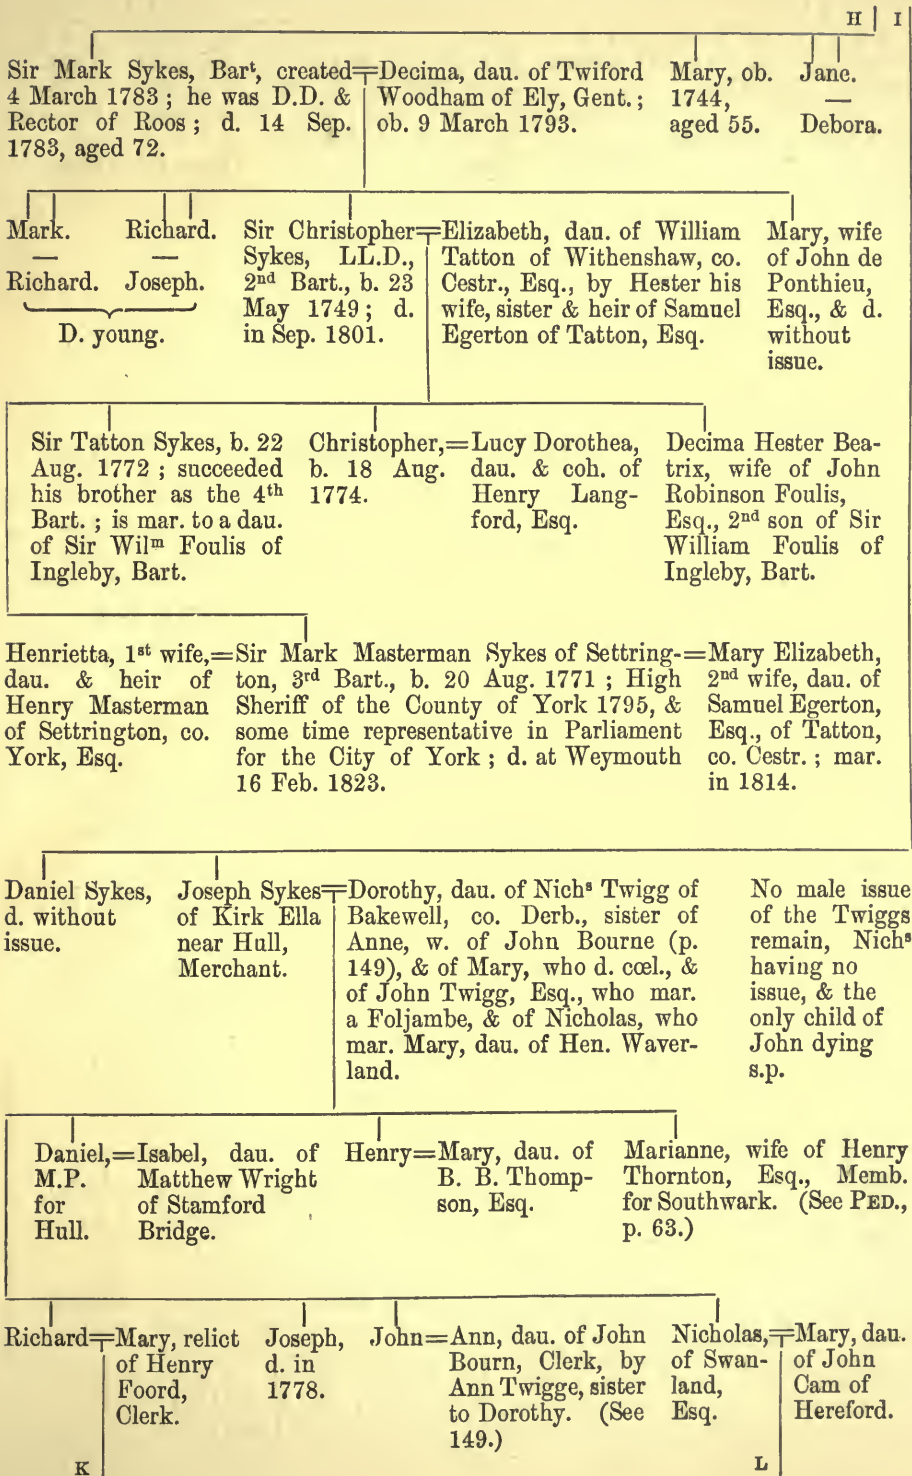 H | I
Sir Mark Sykes, Barᵗ, created
4 March 1783 ; he was D.D. &
Rector of Roos ; d. 14 Sep.
1783, aged 72.
=Decima, dau. of Twiford
Woodham of Ely, Gent. ;
ob. 9 March 1793.
Mary, ob.
1744,
aged 55.
Jane.
—
Debora.
Mark.
—
Richard.
Richard.
—
Joseph.
D. young.
Sir Christopher
Sykes, LL.D.,
2ⁿᵈ Bart., b. 23
May 1749 ; d.
in Sep. 1801.
=Elizabeth, dau. of William
Tatton of Withenshaw, co.
Cestr., Esq., by Hester his
wife, sister & heir of Samuel
Egerton of Tatton, Esq.
Mary, wife
of John de
Ponthieu,
Esq., & d.
without
issue.
Sir Tatton Sykes, b. 22
Aug. 1772 ; succeeded
his brother as the 4ᵗʰ
Bart. ; is mar. to a dau.
of Sir Wilᵐ Foulis of
Ingleby, Bart.
Christopher,
b. 18 Aug.
1774.
=Lucy Dorothea,
dau. & coh. of
Henry Lang-
ford, Esq.
Decima Hester Bea-
trix, wife of John
Robinson Foulis,
Esq., 2ⁿᵈ son of Sir
William Foulis of
Ingleby, Bart.
Henrietta, 1ˢᵗ wife,
dau. & heir of
Henry Masterman
of Settrington, co.
York, Esq.
=Sir Mark Masterman Sykes of Settring-
ton, 3ʳᵈ Bart., b. 20 Aug. 1771 ; High
Sheriff of the County of York 1795, &
some time representative in Parliament
for the City of York ; d. at Weymouth
16 Feb. 1823.
=Mary Elizabeth,
2ⁿᵈ wife, dau. of
Samuel Egerton,
Esq., of Tatton,
co. Cestr. ; mar.
in 1814.
Daniel Sykes,
d. without
issue.
Joseph Sykes
of Kirk Ella
near Hull,
Merchant.
=Dorothy, dau. of Nichˢ Twigg of
Bakewell, co. Derb., sister of
Anne, w. of John Bourne (p.
149), & of Mary, who d. cœl., &
of John Twigg, Esq., who mar.
a Foljambe, & of Nicholas, who
mar. Mary, dau. of Hen. Waver-
land.
No male issue
of the Twiggs
remain, Nichˢ
having no
issue, & the
only child of
John dying
s.p.
Daniel,
M.P.
for
Hull.
=Isabel, dau. of
Matthew Wright
of Stamford
Bridge.
Henry
=Mary, dau. of
B. B. Thomp-
son, Esq.
Marianne, wife of Henry
Thornton, Esq., Memb.
for Southwark. (See PED.,
p. 63.)
Richard
=Mary, relict
of Henry
Foord,
Clerk.
Joseph,
d. in
1778.
John
=Ann, dau. of John
Bourn, Clerk, by
Ann Twigge, sister
to Dorothy. (See
149.)
Nicholas,
of Swan-
land,
Esq.
=Mary, dau.
of John
Cam of
Hereford.
K
L